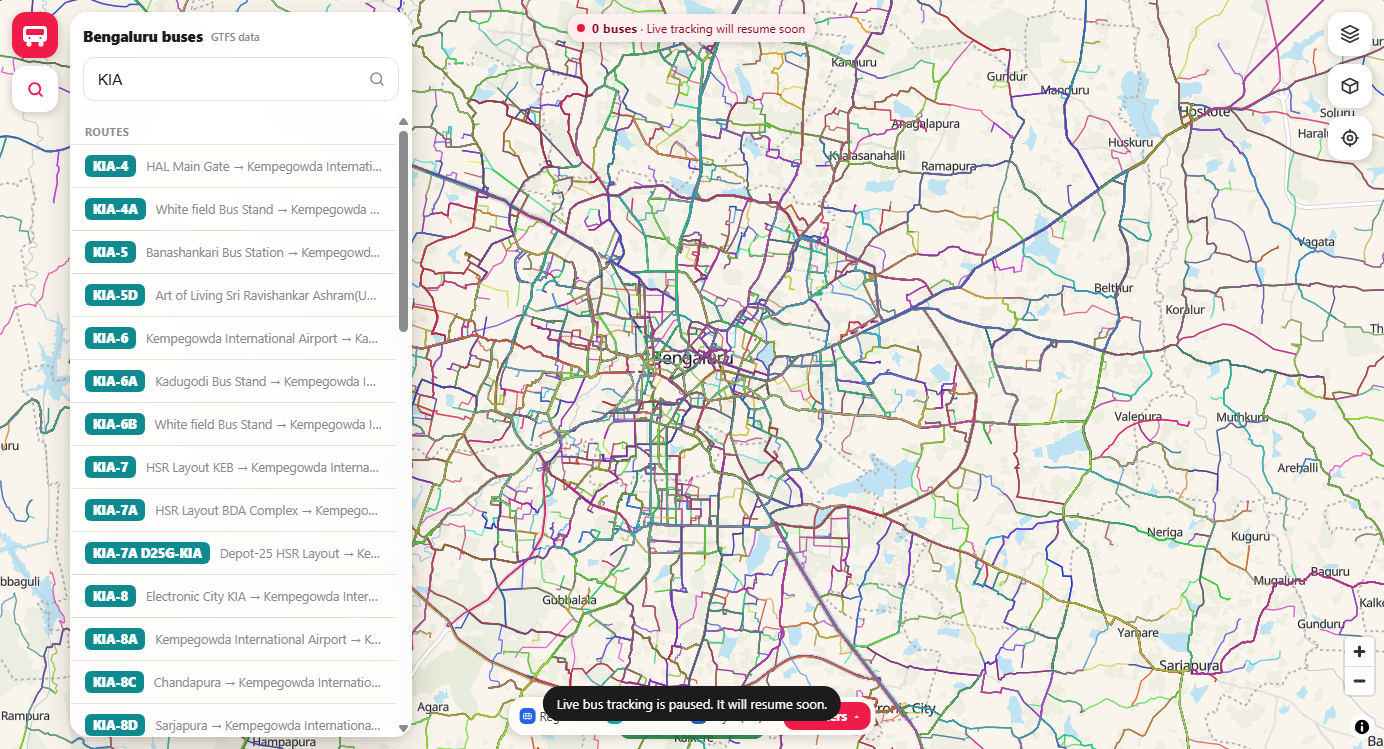 Bengaluru buses GTFS data
KIA
ROUTES
KIA-4 HAL Main Gate → Kempegowda Internati...
KIA-4A White field Bus Stand → Kempegowda ...
KIA-5 Banashankari Bus Station → Kempegowd...
KIA-5D Art of Living Sri Ravishankar Ashram(U...
KIA-6 Kempegowda International Airport → Ka...
KIA-6A Kadugodi Bus Stand → Kempegowda I...
KIA-6B White field Bus Stand → Kempegowda I...
KIA-7 HSR Layout KEB → Kempegowda Interna...
KIA-7A HSR Layout BDA Complex → Kempego...
KIA-7A D25G-KIA Depot-25 HSR Layout → Ke...
KIA-8 Electronic City KIA → Kempegowda Inter...
KIA-8A Kempegowda International Airport → K...
KIA-8C Chandapura → Kempegowda Internatio...
KIA-8D Sarjapura → Kempegowda Internationa...
0 buses · Live tracking will resume soon
Kannuru
Gundur
Manduru
Hoskote
Soluru
Anagalapura
Kyalasanahalli
Ramapura
Huskuru
Vagata
Belthur
Koralur
Bengaluru
Valepura
Muthkuru
Arehalli
Neriga
Kuguru
Mugaluru
Baguru
Gunduru
Gubbalala
Yamare
Sariapura
Agara
Rampura
Hampapura
bbaguli
Live bus tracking is paused. It will resume soon.